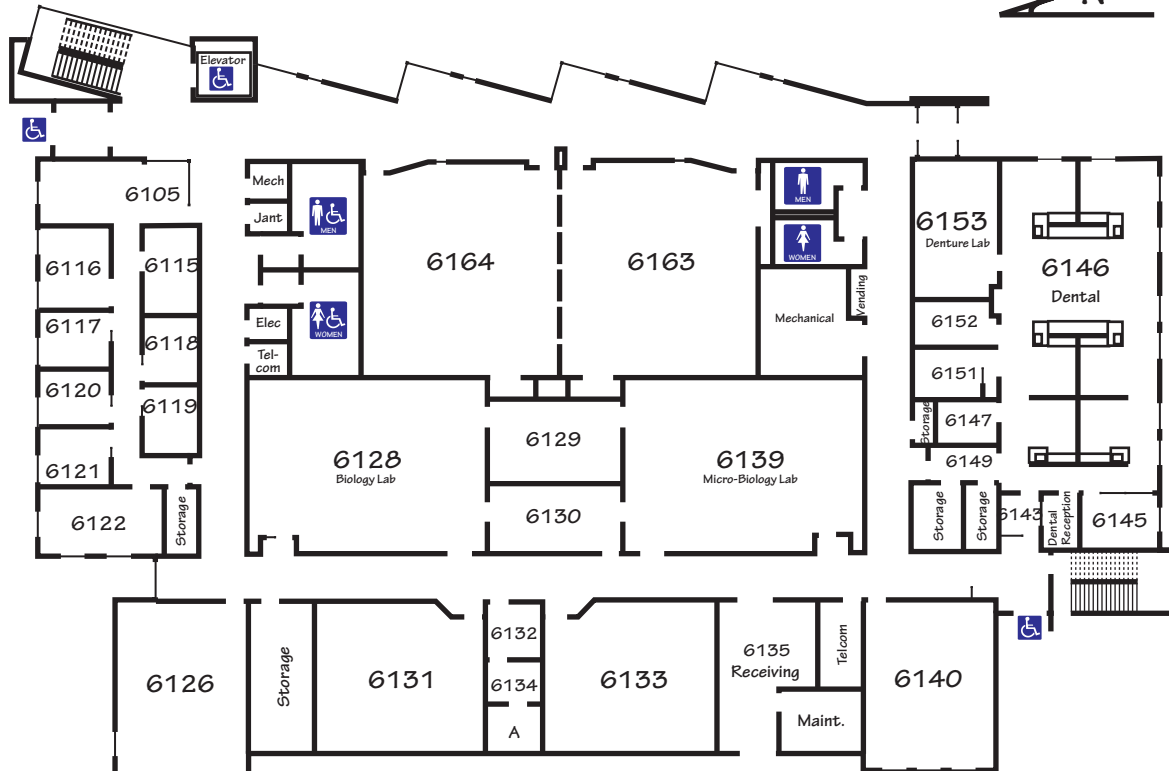 Elevator
6105
Mech
Jant
MEN
6164
6163
MEN
WOMEN
6153
Denture Lab
6146
Dental
6116
6115
6117
6118
6120
6119
6121
6122
Storage
Elec
Tel-
com
WOMEN
Mechanical
Vending
6152
6151
Storage
6147
6149
6128
Biology Lab
6129
6130
6139
Micro-Biology Lab
Storage
Storage
6143
Dental
Reception
6145
6126
Storage
6131
6132
6134
A
6133
6135
Receiving
Telcom
Maint.
6140